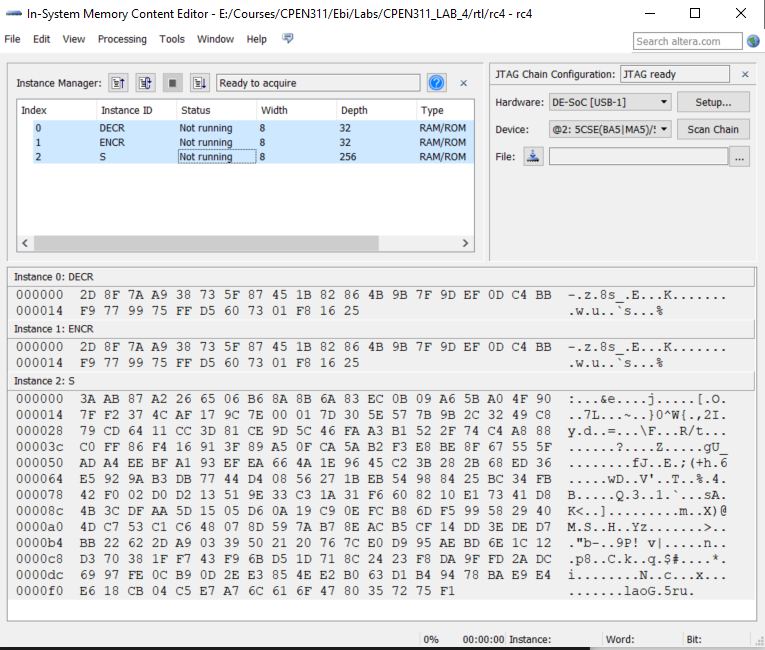 In-System Memory Content Editor - E:/Courses/CPEN311/Ebi/Labs/CPEN311_LAB_4/rtl/rc4 - rc4
File Edit View Processing Tools Window Help
Search altera.com
Instance Manager: Ready to acquire
Index Instance ID Status Width Depth Type
0 DECR Not running 8 32 RAM/ROM
1 ENCR Not running 8 32 RAM/ROM
2 S Not running 8 256 RAM/ROM
JTAG Chain Configuration: JTAG ready
Hardware: DE-SoC [USB-1] Setup...
Device: @2: 5CSE(BA5|MA5)/! Scan Chain
File: ...
Instance 0: DECR
000000 2D 8F 7A A9 38 73 5F 87 45 1B 82 86 4B 9B 7F 9D EF 0D C4 BB -.z.8s_.E...K.......
000014 F9 77 99 75 FF D5 60 73 01 F8 16 25 .w.u..`s...%
Instance 1: ENCR
000000 2D 8F 7A A9 38 73 5F 87 45 1B 82 86 4B 9B 7F 9D EF 0D C4 BB -.z.8s_.E...K.......
000014 F9 77 99 75 FF D5 60 73 01 F8 16 25 .w.u..`s...%
Instance 2: S
000000 3A AB 87 A2 26 65 06 B6 8A 8B 6A 83 EC 0B 09 A6 5B A0 4F 90 :...&e....j.....[.O.
000014 7F F2 37 4C AF 17 9C 7E 00 01 7D 30 5E 57 7B 9B 2C 32 49 C8 ..7L...~..}0^W{.,2I.
000028 79 CD 64 11 CC 3D 81 CE 9D 5C 46 FA A3 B1 52 2F 74 C4 A8 88 y.d..=...\F...R/t...
00003c C0 FF 86 F4 16 91 3F 89 A5 0F CA 5A B2 F3 E8 BE 8F 67 55 5F ......?....Z.....gU_
000050 AD A4 EE BF A1 93 EF EA 66 4A 1E 96 45 C2 3B 28 2B 68 ED 36 ........fJ..E.;(+h.6
000064 E5 92 9A B3 DB 77 44 D4 08 56 27 1B EB 54 98 84 25 BC 34 FB .....wD..V'..T..%.4.
000078 42 F0 02 D0 D2 13 51 9E 33 C3 1A 31 F6 60 82 10 E1 73 41 D8 B.....Q.3..1.`...sA.
00008c 4B 3C DF AA 5D 15 05 D6 0A 19 C9 0E FC B8 6D F5 99 58 29 40 K<..].........m..X)@
0000a0 4D C7 53 C1 C6 48 07 8D 59 7A B7 8E AC B5 CF 14 DD 3E DE D7 M.S..H..Yz.......>..
0000b4 BB 22 62 2D A9 03 39 50 21 20 76 7C E0 D9 95 AE BD 6E 1C 12 ."b-..9P! v|.....n..
0000c8 D3 70 38 1F F7 43 F9 6B D5 1D 71 8C 24 23 F8 DA 9F FD 2A DC .p8..C.k..q.$#....*.
0000dc 69 97 FE 0C B9 0D 2E E3 85 4E E2 B0 63 D1 B4 94 78 BA E9 E4 i........N..c...x...
0000f0 E6 18 CB 04 C5 E7 A7 6C 61 6F 47 80 35 72 75 F1 .......laoG.5ru.
0% 00:00:00 Instance: Word: Bit: